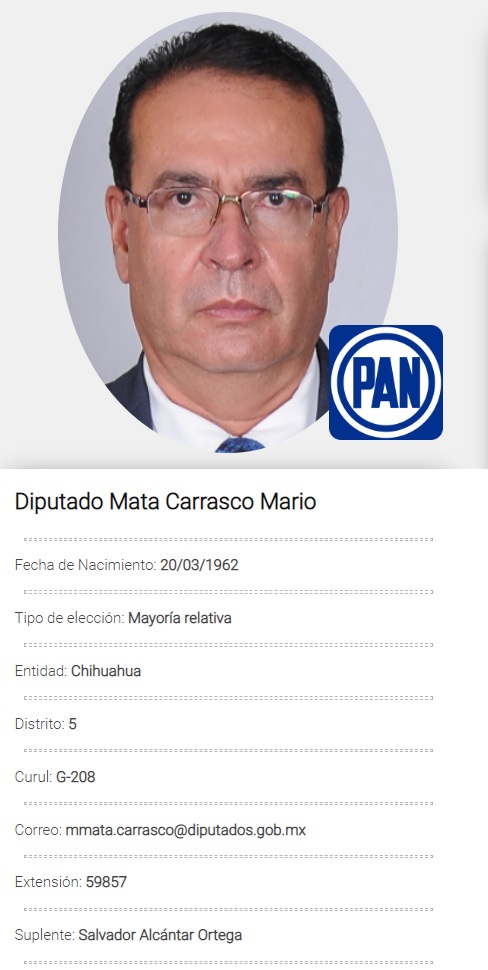 PAN
Diputado Mata Carrasco Mario
Fecha de Nacimiento: 20/03/1962
Tipo de elección: Mayoría relativa
Entidad: Chihuahua
Distrito: 5
Curul: G-208
Correo: mmata.carrasco@diputados.gob.mx
Extensión: 59857
Suplente: Salvador Alcántar Ortega